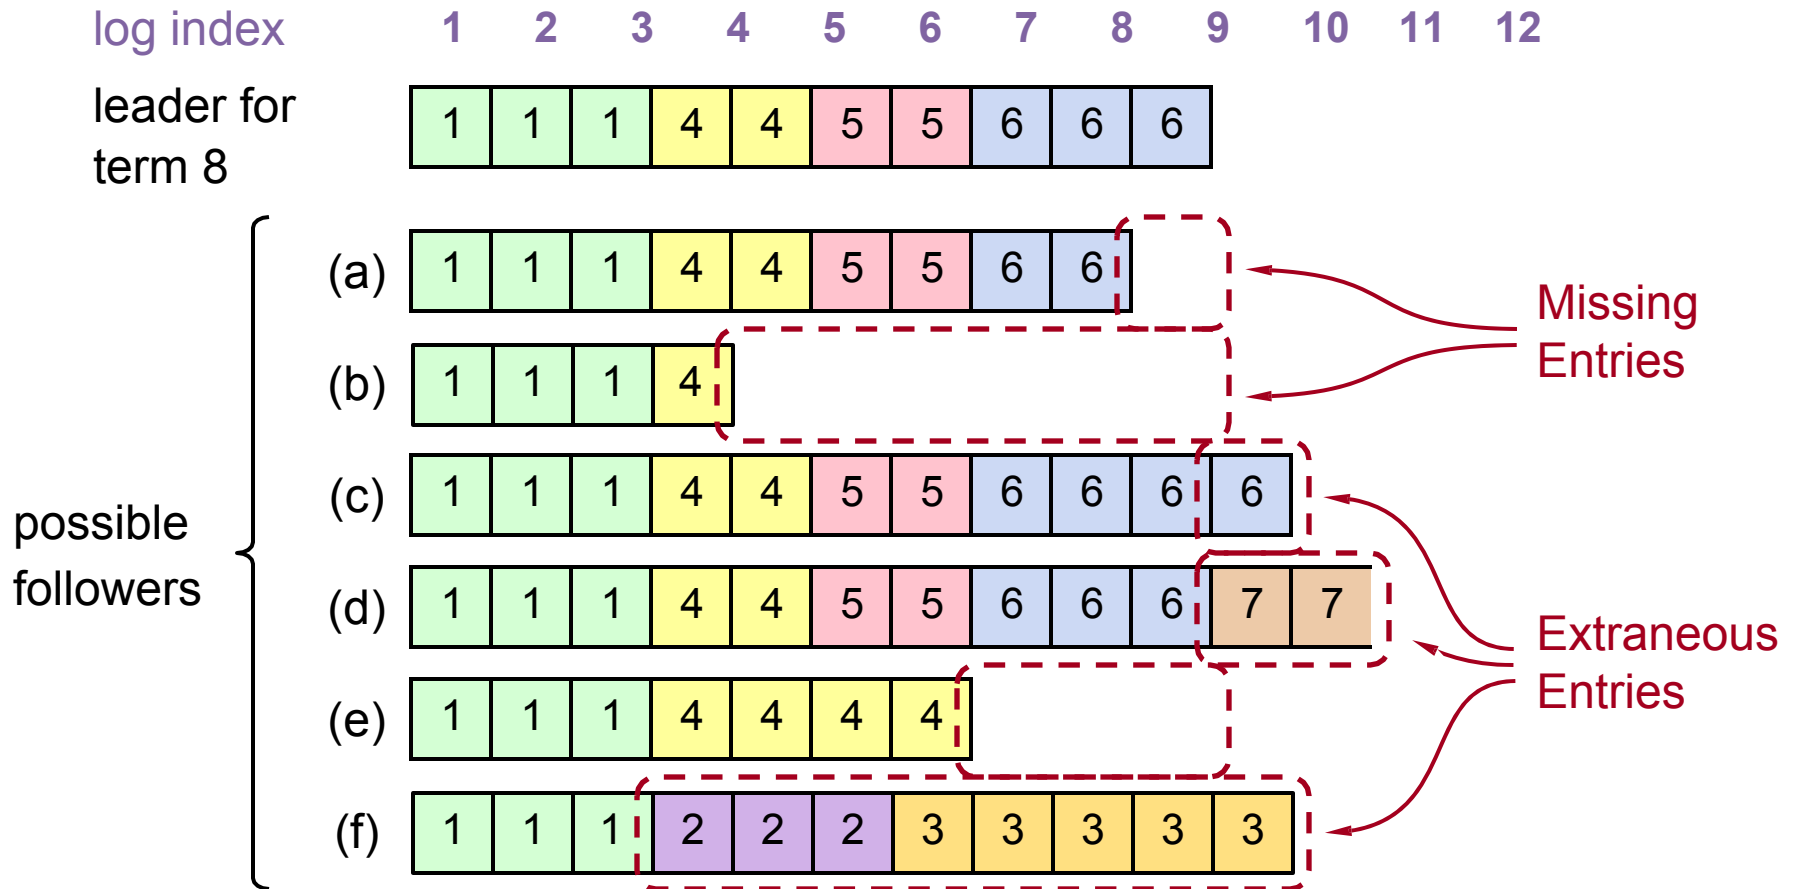 log index 1 2 3 4 5 6 7 8 9 10 11 12
leader for
term 8
1 1 1 4 4 5 5 6 6 6
(a) 1 1 1 4 4 5 5 6 6
Missing
Entries
(b) 1 1 1 4
(c) 1 1 1 4 4 5 5 6 6 6 6
possible
followers
(d) 1 1 1 4 4 5 5 6 6 6 7 7
Extraneous
Entries
(e) 1 1 1 4 4 4 4
(f) 1 1 1 2 2 2 3 3 3 3 3